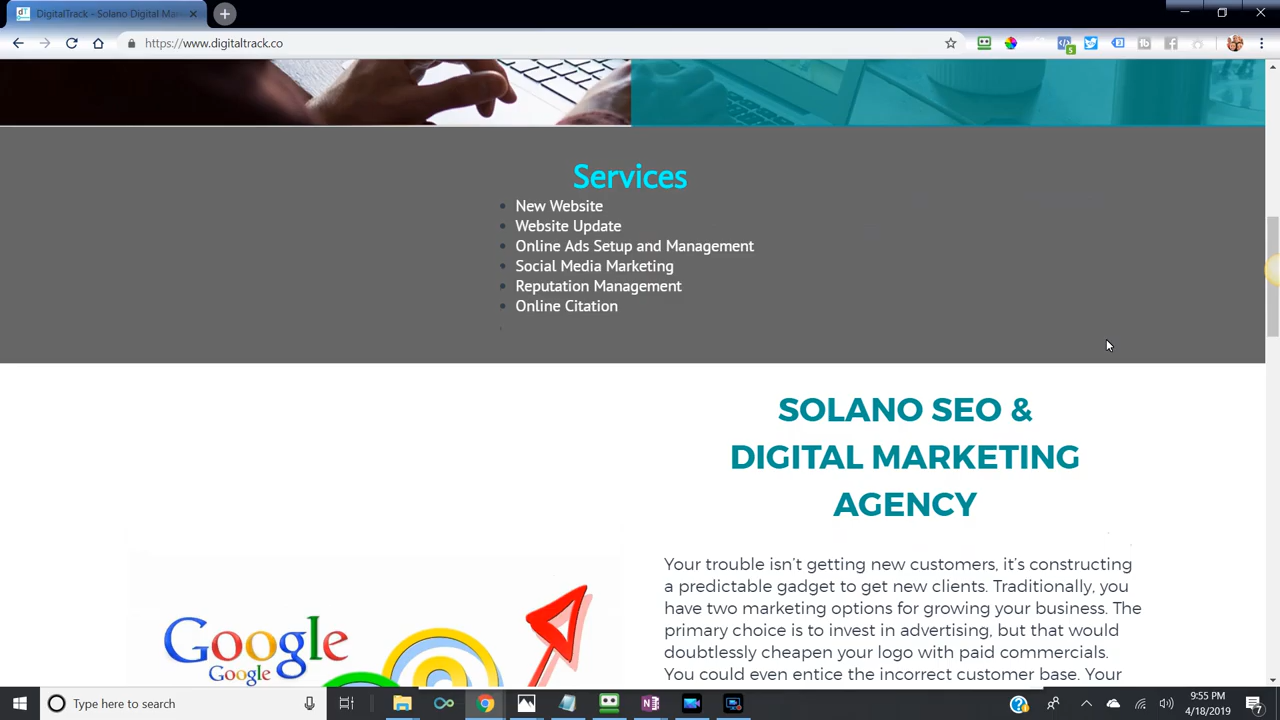 DigitalTrack - Solano Digital Mar
https://www.digitaltrack.co
5
Services
New Website
Website Update
Online Ads Setup and Management
Social Media Marketing
Reputation Management
Online Citation
SOLANO SEO &
DIGITAL MARKETING
AGENCY
Your trouble isn't getting new customers, it's constructing
a predictable gadget to get new clients. Traditionally, you
have two marketing options for growing your business. The
primary choice is to invest in advertising, but that would
doubtlessly cheapen your logo with paid commercials.
You could even entice the incorrect customer base. Your
Google
Google
Type here to search
9:55 PM
4/18/2019
7